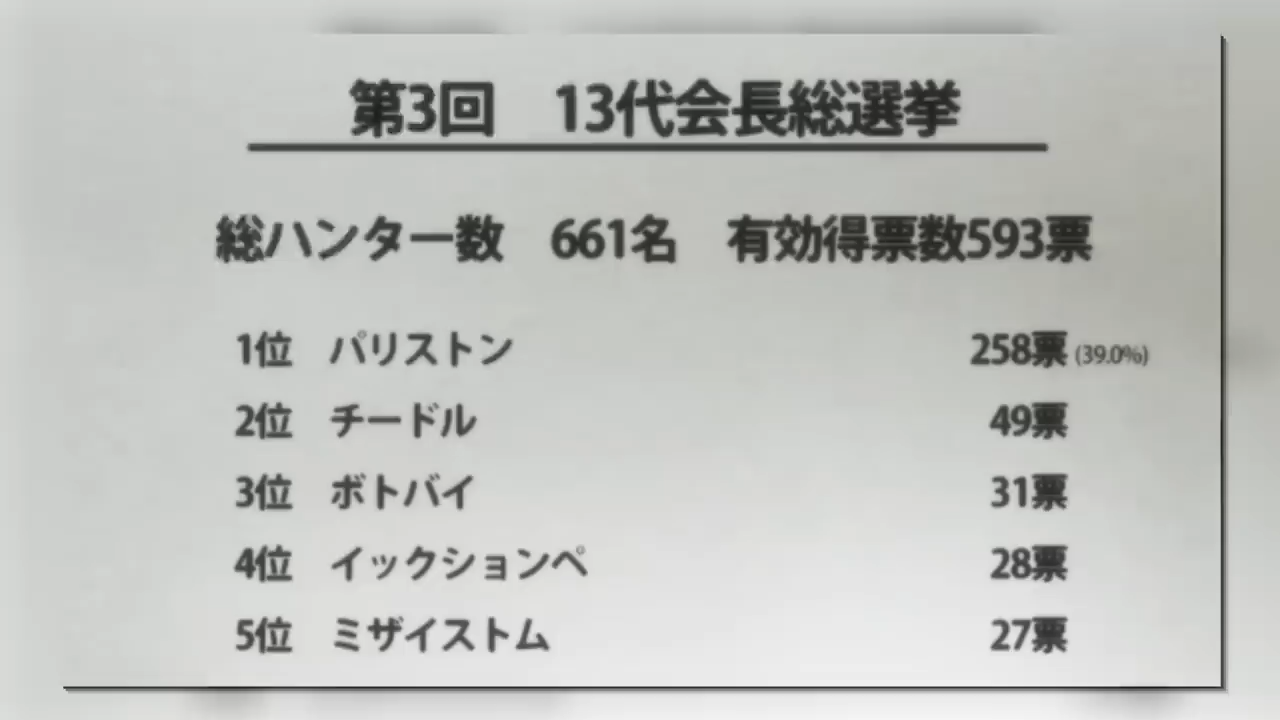 第3回　13代会長総選挙
総ハンター数　661名　有効得票数593票
1位　パリストン　258票 (39.0%)
2位　チードル　49票
3位　ボトバイ　31票
4位　イックションペ　28票
5位　ミザイストム　27票